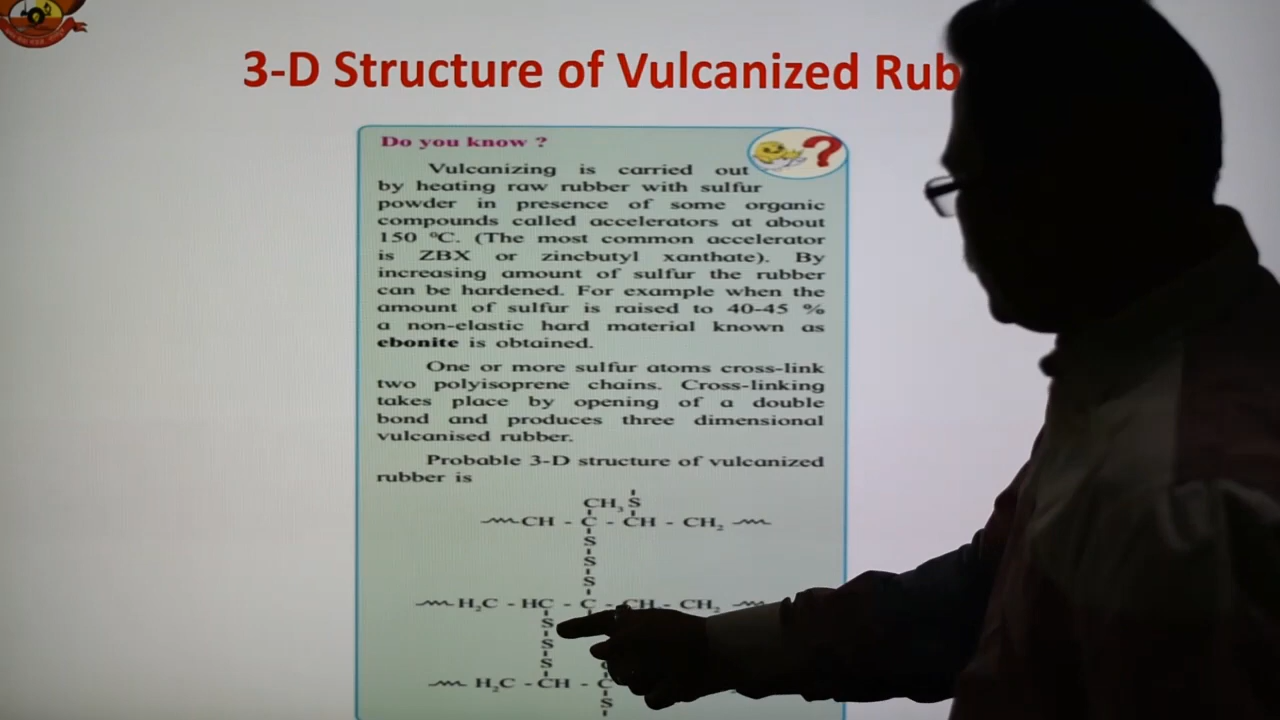 3-D Structure of Vulcanized Rub
Do you know ?
Vulcanizing is carried out
by heating raw rubber with sulfur
powder in presence of some organic
compounds called accelerators at about
150 °C. (The most common accelerator
is ZBX or zincbutyl xanthate). By
increasing amount of sulfur the rubber
can be hardened. For example when the
amount of sulfur is raised to 40-45 %
a non-elastic hard material known as
ebonite is obtained.
One or more sulfur atoms cross-link
two polyisoprene chains. Cross-linking
takes place by opening of a double
bond and produces three dimensional
vulcanised rubber.
Probable 3-D structure of vulcanized
rubber is
CH₃ S
CH - C - CH - CH₂
S
S
S
H₂C - HC - C - CH - CH₂
S
S
S
H₂C - CH - C
S